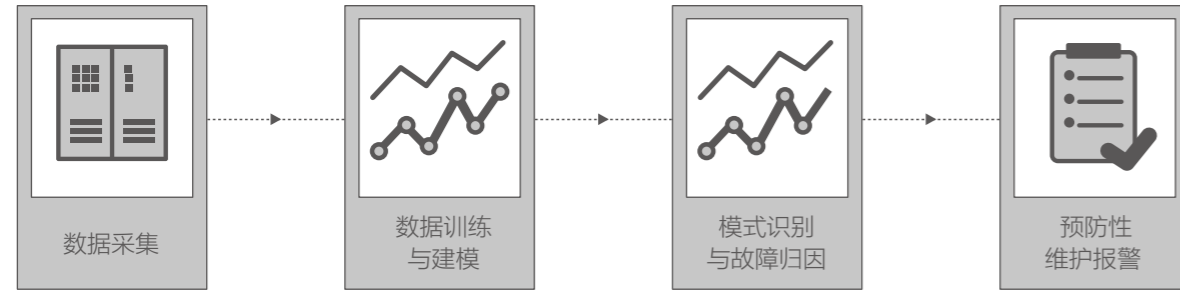 数据采集
数据训练
与建模
模式识别
与故障归因
预防性
维护报警